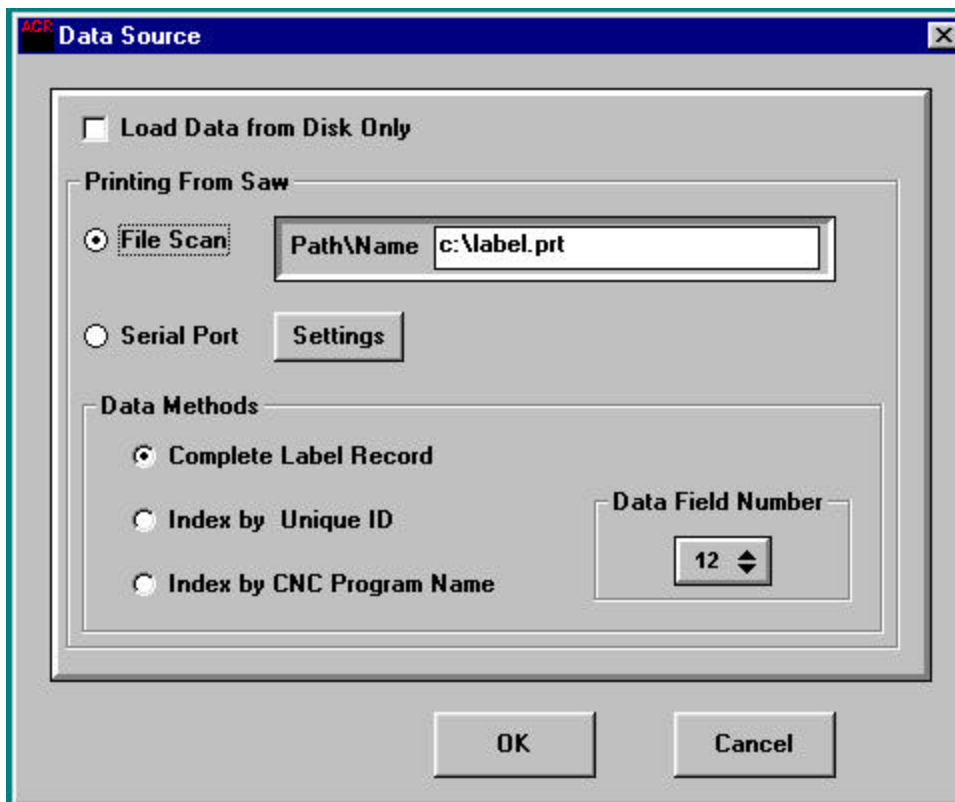 ACR Data Source
Load Data from Disk Only
Printing From Saw
File Scan Path\Name c:\label.prt
Serial Port Settings
Data Methods
Complete Label Record
Index by Unique ID
Data Field Number
12
Index by CNC Program Name
OK Cancel